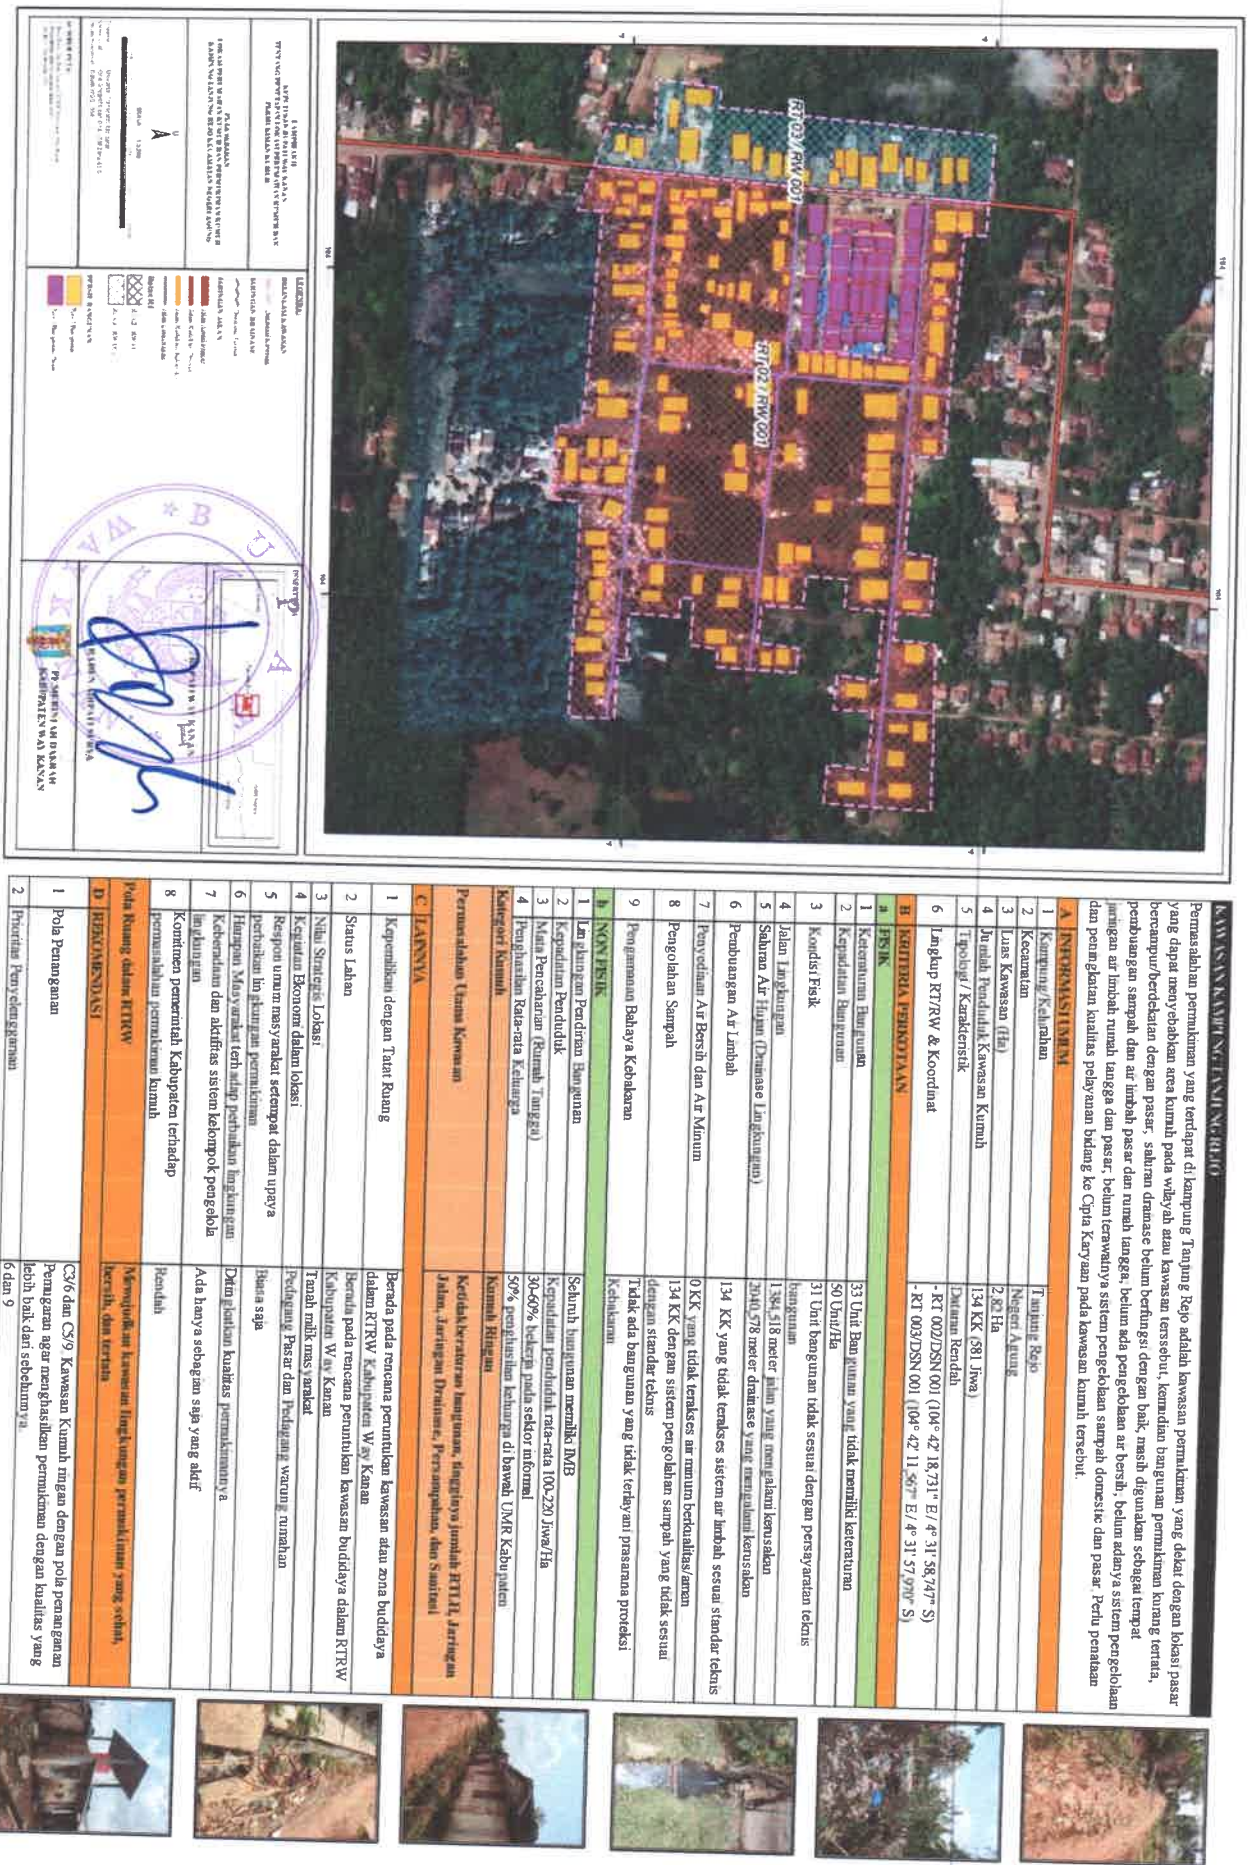 KAWASAN KAMPUNG TANJUNG REJO
Permasalahan permukiman yang terdapat di kampung Tanjung Rejo adalah kawasan permukiman yang dekat dengan lokasi pasar
yang dapat menyebabkan area kumuh pada wilayah atau kawasan terssebut, kemudian bangunan permukiman kurang tertata,
bercampur/berdekatan dengan pasar, saluran drainase belum berfungsi dengan baik, masih digunakan sebagai tempat
pembuangan sampah dan air limbah pasar dan rumah tangga, belum ada pengelolaan air bersih, belum adanya sistem pengelolaan
jaringan air limbah rumah tangga dan pasar, belum terawatnya sistem pengelolaan sampah domestic dan pasar. Perlu penataan
dan peningkatan kualitas pelayanan bidang ke Cipta Karyaan pada kawasan kumuh tersebut.
A INFORMASI UMUM
1 Kampung/Kelurahan Tanjung Rejo
2 Kecamatan Negeri Agung
3 Luas Kawasan (Ha) 2,82 Ha
4 Jumlah Penduduk Kawasan Kumuh 134 KK (581 Jiwa)
5 Tipologi / Karakteristik Dataran Rendah
6 Lingkup RT/RW & Koordinat - RT 002/DSN 001 (104° 42' 18,731" E / 4° 31' 58,747" S)
- RT 003/DSN 001 (104° 42' 11,567" E / 4° 31' 57,970" S)
B KRITERIA PERKOTAAN
a FISIK
1 Keteraturan Bangunan 33 Unit Bangunan yang tidak memiliki keteraturan
2 Kepadatan Bangunan 50 Unit/Ha
3 Kondisi Fisik 31 Unit bangunan tidak sesuai dengan persyaratan teknis
bangunan
4 Jalan Lingkungan 1384,518 meter jalan yang mengalami kerusakan
5 Saluran Air Hujan (Drainase Lingkungan) 2040,578 meter drainase yang mengalami kerusakan
6 Pembuangan Air Limbah 134 KK yang tidak terakses sistem air limbah sesuai standar teknis
7 Penyediaan Air Bersih dan Air Minum 0 KK yang tidak terakses air minum berkualitas/aman
8 Pengolahan Sampah 134 KK dengan sistem pengolahan sampah yang tidak sesuai
dengan standar teknis
9 Pengamanan Bahaya Kebakaran Tidak ada bangunan yang tidak terlayani prasarana proteksi
Kebakaran
b NON FISIK
1 Lingkungan Pendirian Bangunan Seluruh bangunan memiliki IMB
2 Kepadatan Penduduk Kepadatan penduduk rata-rata 100-220 Jiwa/Ha
3 Mata Pencaharian (Rumah Tangga) 30-60% bekerja pada sektor informal
4 Penghasilan Rata-rata Keluarga 50% penghasilan keluarga di bawah UMR Kabupaten
Kategori Kumuh Kumuh Ringan
Permasalahan Utama Kawasan Ketidakberaturan bangunan, tingginya jumlah RTLH, Jaringan
Jalan, Jaringan Drainase, Persampahan, dan Sanitasi
C LAINNYA
1 Kepemilikan dengan Tatat Ruang Berada pada rencana peruntukan kawasan atau zona budidaya
dalam RTRW Kabupaten Way Kanan
2 Status Lahan Berada pada rencana peruntukan kawasan budidaya dalam RTRW
Kabupaten Way Kanan
3 Nilai Strategis Lokasi Tanah milik masyarakat
4 Kegiatan Ekonomi dalam lokasi Pedagang Pasar dan Pedagang warung rumahan
5 Respon umum masyarakat setempat dalam upaya
perbaikan lingkungan permukiman Biasa saja
6 Harapan Masyarakat terhadap perbaikan lingkungan Ditingkatkan kualitas permukimannya
7 Keberadaan dan aktifitas sistem kelompok pengelola
lingkungan Ada hanya sebagian saja yang aktif
8 Komitmen pemerintah Kabupaten terhadap
permasalahan permukiman kumuh Rendah
Pola Ruang dalam RTRW Mewujudkan kawasan lingkungan permukiman yang sehat,
bersih, dan tertata
D REKOMENDASI
1 Pola Penanganan C3/6 dan C5/9, Kawasan Kumuh ringan dengan pola penanganan
Pemugaran agar menghasilkan permukiman dengan kualitas yang
lebih baik dari sebelumnya.
2 Prioritas Penyelenggaraan 6 dan 9
RT 03 / RW 001
RT 02 / RW 001
LEGENDA
PEMERINTAH DAERAH
KABUPATEN WAY KANAN